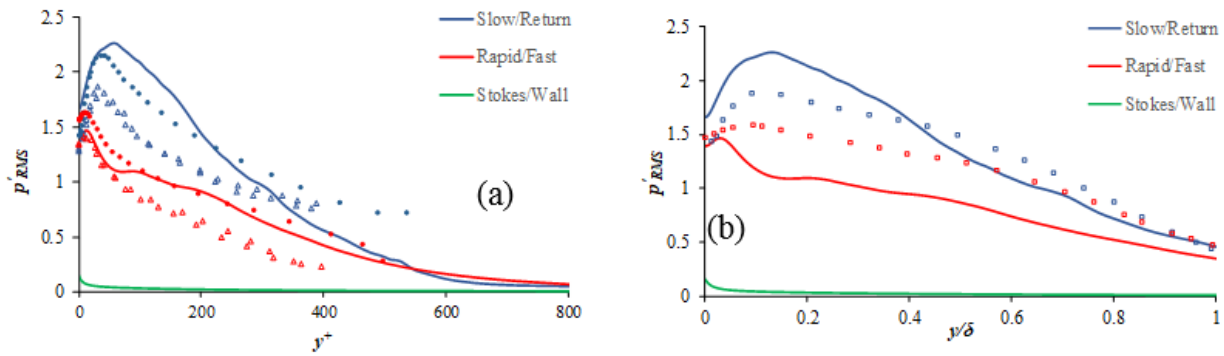 2.5
2
1.5
1
0.5
0
p'RMS
0
200
400
600
800
y+
Slow/Return
Rapid/Fast
Stokes/Wall
(a)
2.5
2
1.5
1
0.5
0
p'RMS
0
0.2
0.4
0.6
0.8
1
y/δ
Slow/Return
Rapid/Fast
Stokes/Wall
(b)